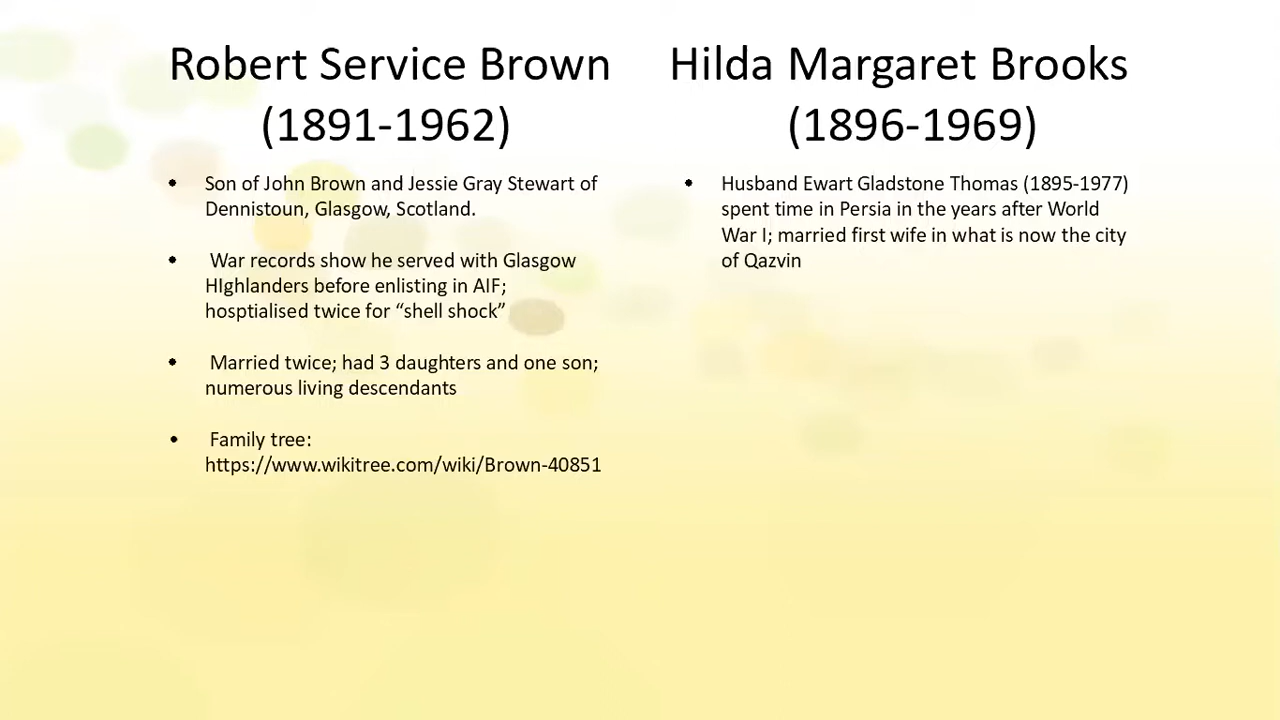 Robert Service Brown
(1891-1962)
• Son of John Brown and Jessie Gray Stewart of
Dennistoun, Glasgow, Scotland.
• War records show he served with Glasgow
HIghlanders before enlisting in AIF;
hosptialised twice for “shell shock”
• Married twice; had 3 daughters and one son;
numerous living descendants
• Family tree:
https://www.wikitree.com/wiki/Brown-40851
Hilda Margaret Brooks
(1896-1969)
• Husband Ewart Gladstone Thomas (1895-1977)
spent time in Persia in the years after World
War I; married first wife in what is now the city
of Qazvin